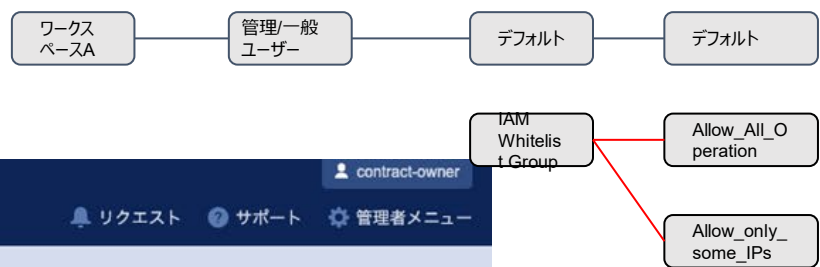 ワークス
ペースA
管理/一般
ユーザー
デフォルト
デフォルト
IAM
Whitelis
t Group
Allow_All_O
peration
contract-owner
リクエスト
サポート
管理者メニュー
Allow_only_
some_IPs